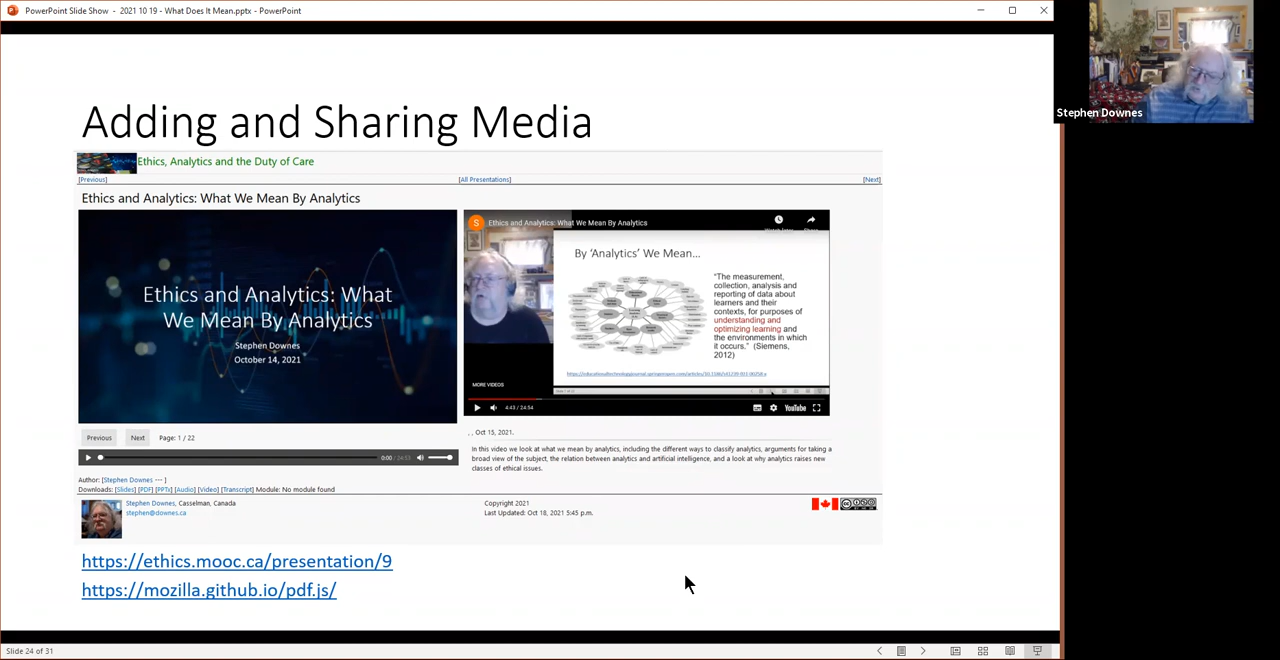 PowerPoint Slide Show - 2021 10 19 - What Does It Mean.pptx - PowerPoint
Stephen Downes
Adding and Sharing Media
Ethics, Analytics and the Duty of Care
[Previous]
[All Presentations]
[Next]
Ethics and Analytics: What We Mean By Analytics
Ethics and Analytics: What
We Mean By Analytics
Stephen Downes
October 14, 2021
Previous
Next
Page: 1 / 22
0:00 / 24:53
S
Ethics and Analytics: What We Mean By Analytics
By ‘Analytics’ We Mean...
"The measurement,
collection, analysis and
reporting of data about
learners and their
contexts, for purposes of
understanding and
optimizing learning and
the environments in which
it occurs." (Siemens,
2012)
MORE VIDEOS
4:43 / 24:54
YouTube
, , Oct 15, 2021.
In this video we look at what we mean by analytics, including the different ways to classify analytics, arguments for taking a
broad view of the subject, the relation between analytics and artificial intelligence, and a look at why analytics raises new
classes of ethical issues.
Author: [Stephen Downes --- ]
Downloads: [Slides] [PDF] [PPTx] [Audio] [Video] [Transcript] Module: No module found
Stephen Downes, Casselman, Canada
stephen@downes.ca
Copyright 2021
Last Updated: Oct 18, 2021 5:45 p.m.
https://ethics.mooc.ca/presentation/9
https://mozilla.github.io/pdf.js/
Slide 24 of 31